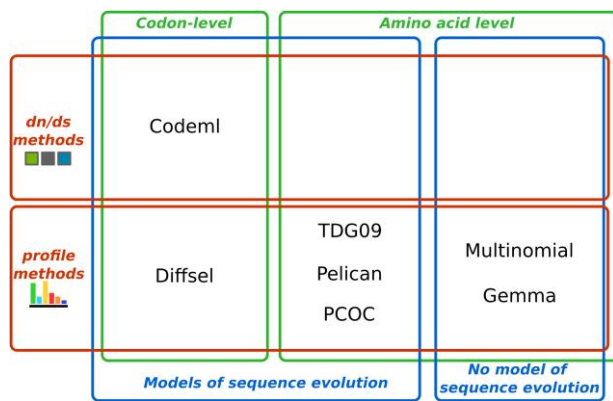 Codon-level
Amino acid level
dn/ds
methods
Codeml
profile
methods
Diffsel
TDG09
Pelican
PCOC
Multinomial
Gemma
Models of sequence evolution
No model of
sequence evolution